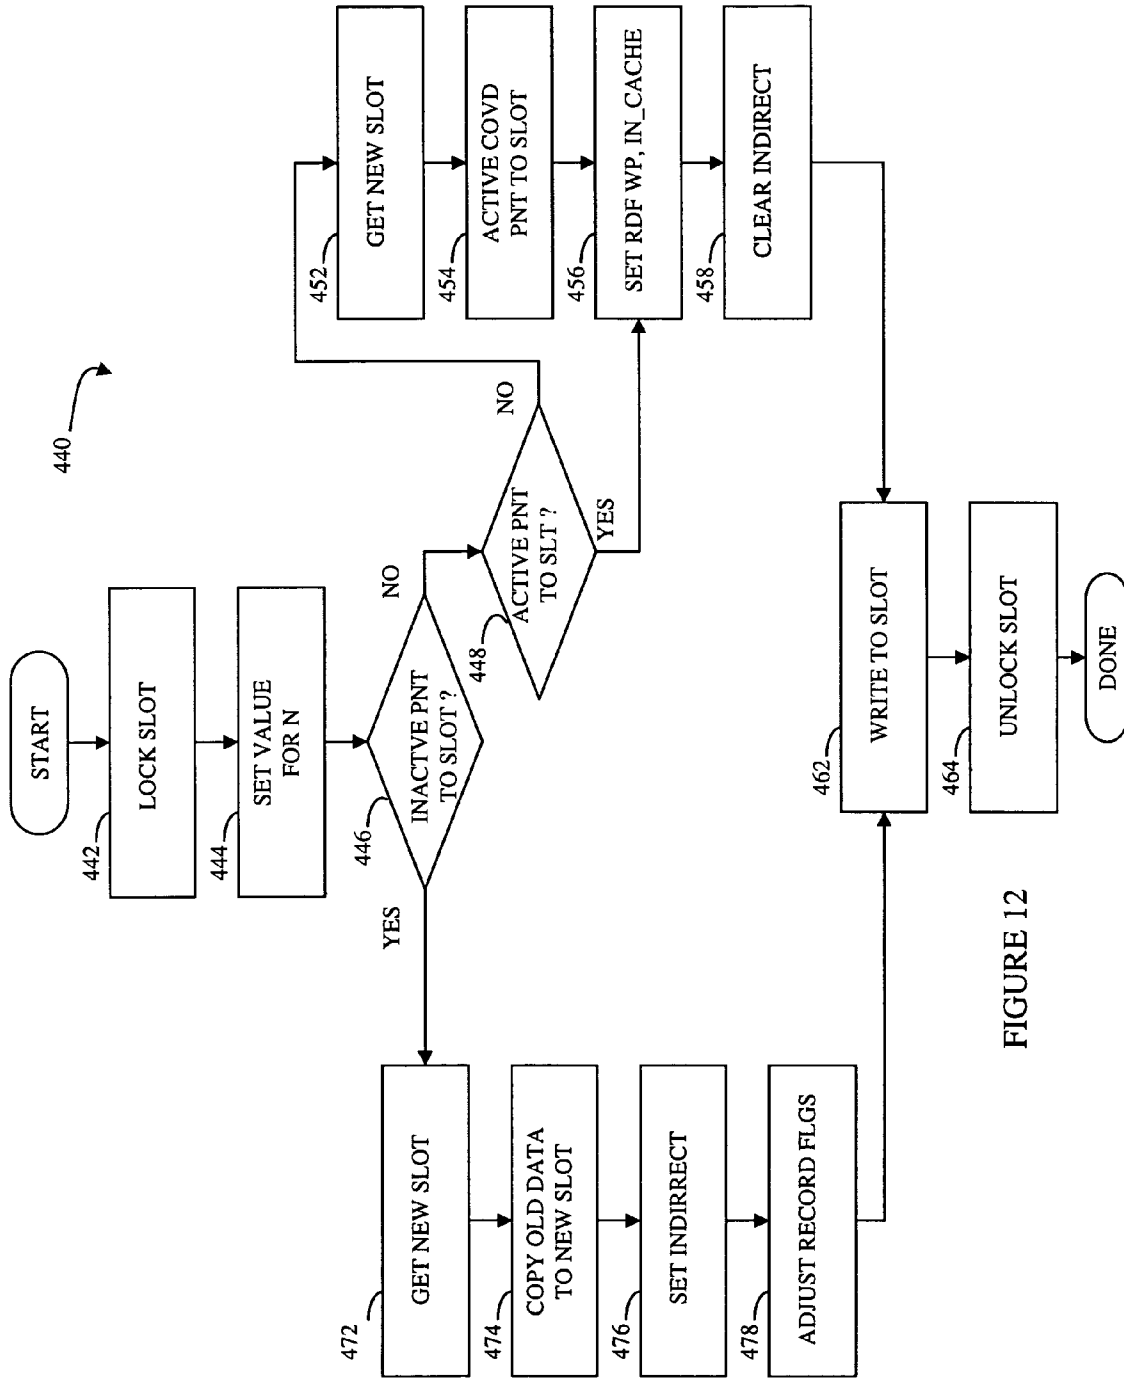 440
START
442
LOCK SLOT
444
SET VALUE
FOR N
446
INACTVE PNT
TO SLOT ?
YES
NO
448
ACTIVE PNT
TO SLT ?
NO
YES
452
GET NEW SLOT
454
ACTIVE COVD
PNT TO SLOT
456
SET RDF WP, IN_CACHE
458
CLEAR INDIRECT
472
GET NEW SLOT
474
COPY OLD DATA
TO NEW SLOT
476
SET INDIRRECT
478
ADJUST RECORD FLGS
462
WRITE TO SLOT
464
UNLOCK SLOT
DONE
FIGURE 12